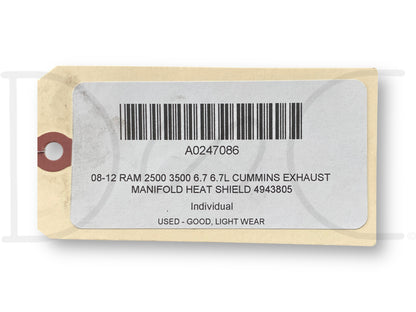 A0247086
08-12 RAM 2500 3500 6.7 6.7L CUMMINS EXHAUST
MANIFOLD HEAT SHIELD 4943805
Individual
USED - GOOD, LIGHT WEAR